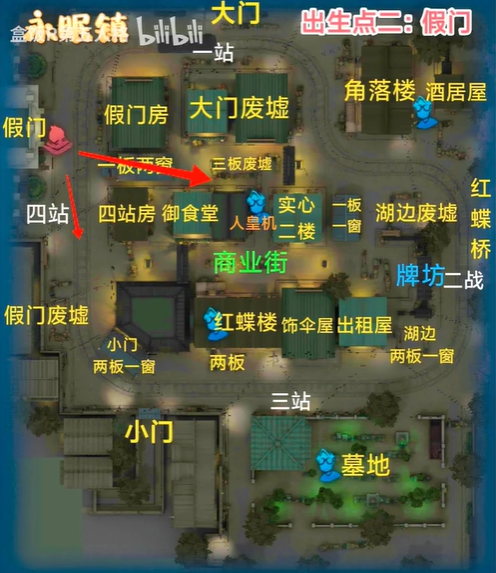 大门
出生点二：假门
永眠镇
bilibili
一站
角落楼
酒居屋
假门房
大门废墟
假门
一板两窗
三板废墟
红蝶桥
四站
四站房
御食堂
人皇机
实心二楼
一板一窗
湖边废墟
商业街
牌坊
二战
假门废墟
红蝶楼
饰伞屋
出租屋
小门
两板一窗
两板
湖边
两板一窗
三站
小门
墓地